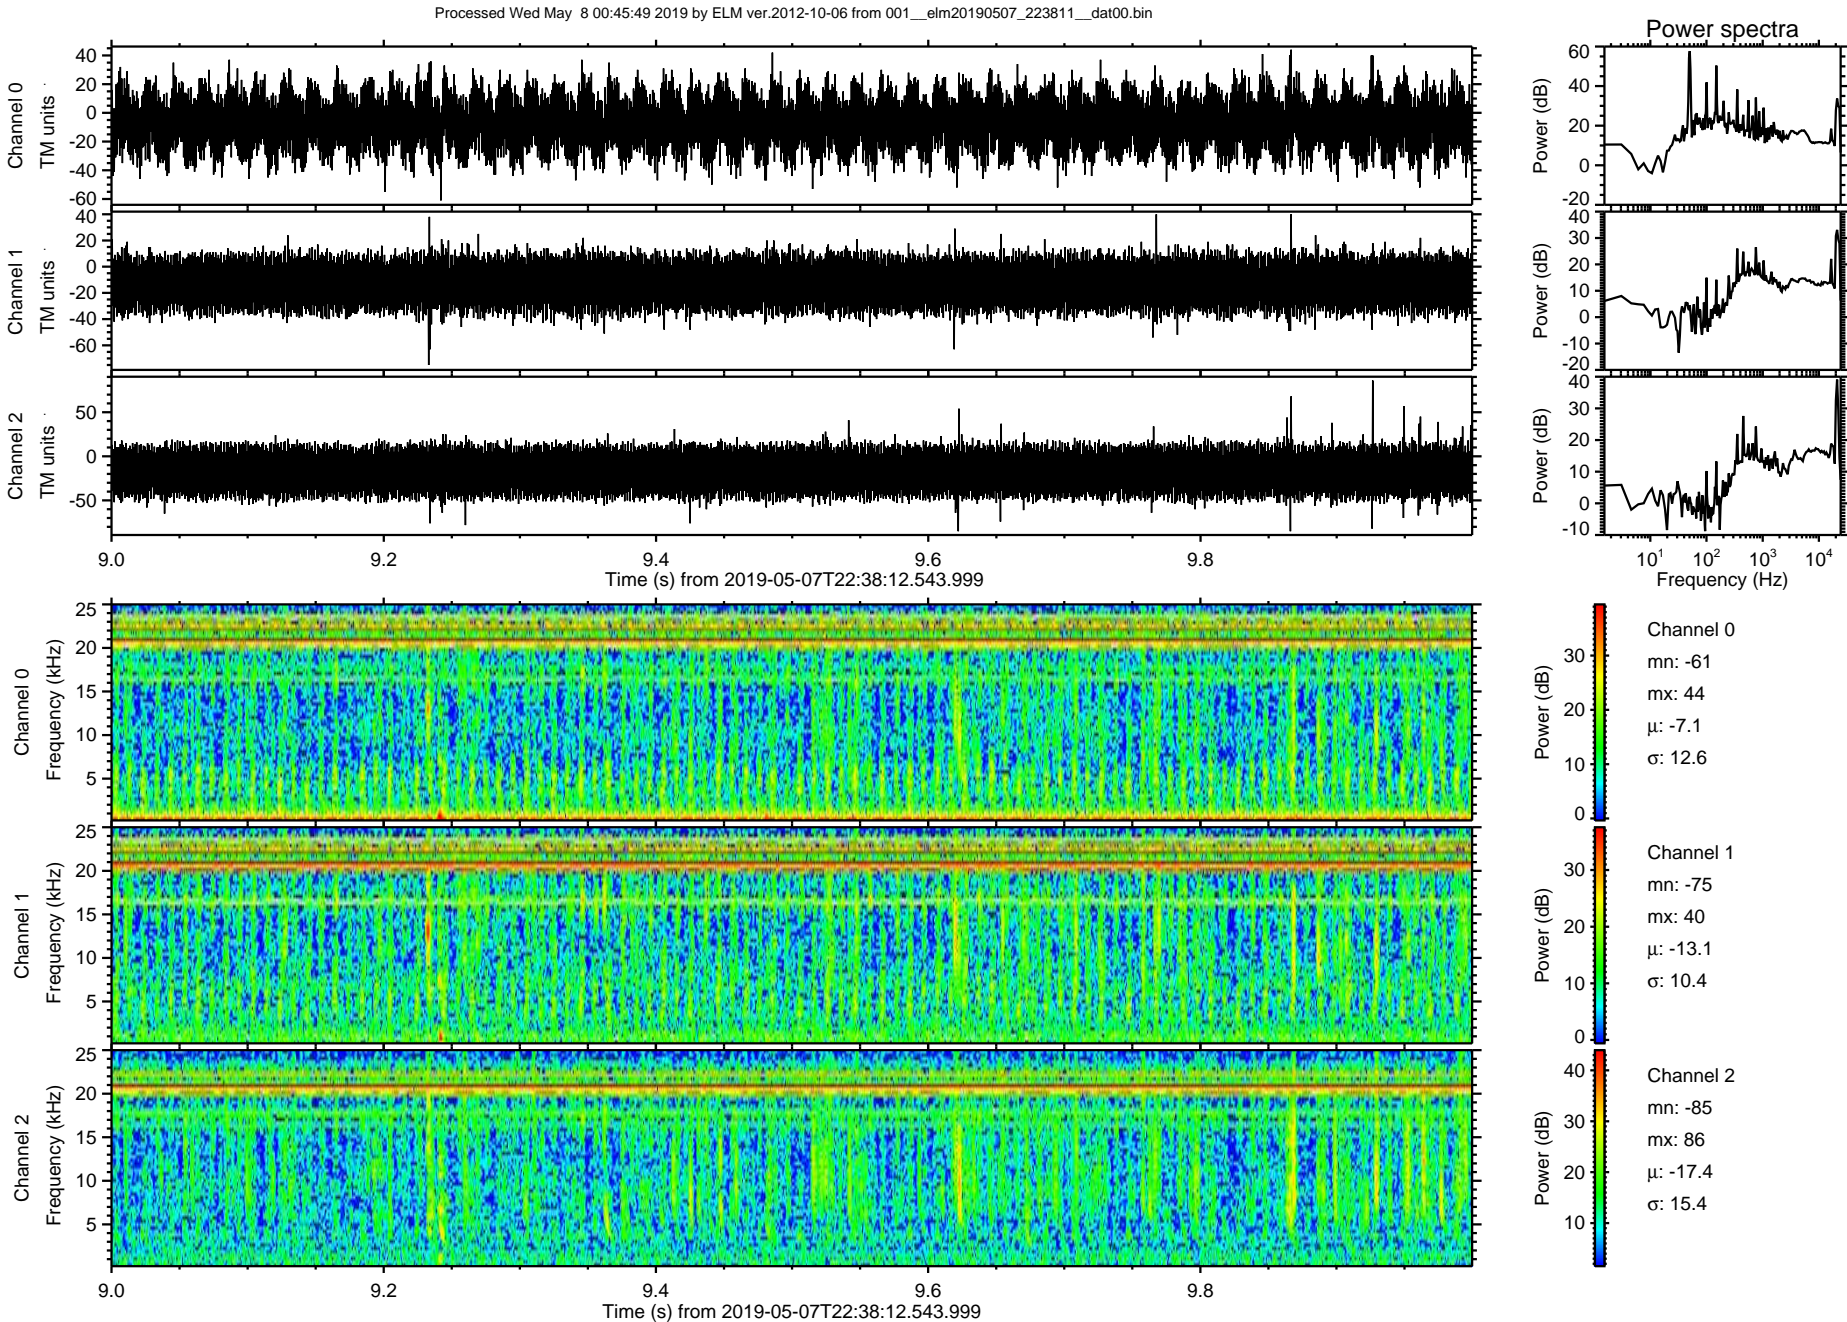 Processed Wed May  8 00:45:49 2019 by ELM ver.2012-10-06 from 001__elm20190507_223811__dat00.bin
Power spectra
Channel 0
TM units
40
20
0
-20
-40
-60
Power (dB)
60
40
20
0
-20
Channel 1
TM units
40
20
0
-20
-40
-60
Power (dB)
40
30
20
10
0
-10
-20
Channel 2
TM units
50
0
-50
Power (dB)
40
30
20
10
0
-10
9.0 9.2 9.4 9.6 9.8
Time (s) from 2019-05-07T22:38:12.543.999
10¹ 10² 10³ 10⁴
Frequency (Hz)
Channel 0
Frequency (kHz)
25
20
15
10
5
Power (dB)
30
20
10
0
Channel 0
mn: -61
mx: 44
μ: -7.1
σ: 12.6
Channel 1
Frequency (kHz)
25
20
15
10
5
Power (dB)
30
20
10
0
Channel 1
mn: -75
mx: 40
μ: -13.1
σ: 10.4
Channel 2
Frequency (kHz)
25
20
15
10
5
Power (dB)
40
30
20
10
Channel 2
mn: -85
mx: 86
μ: -17.4
σ: 15.4
9.0 9.2 9.4 9.6 9.8
Time (s) from 2019-05-07T22:38:12.543.999